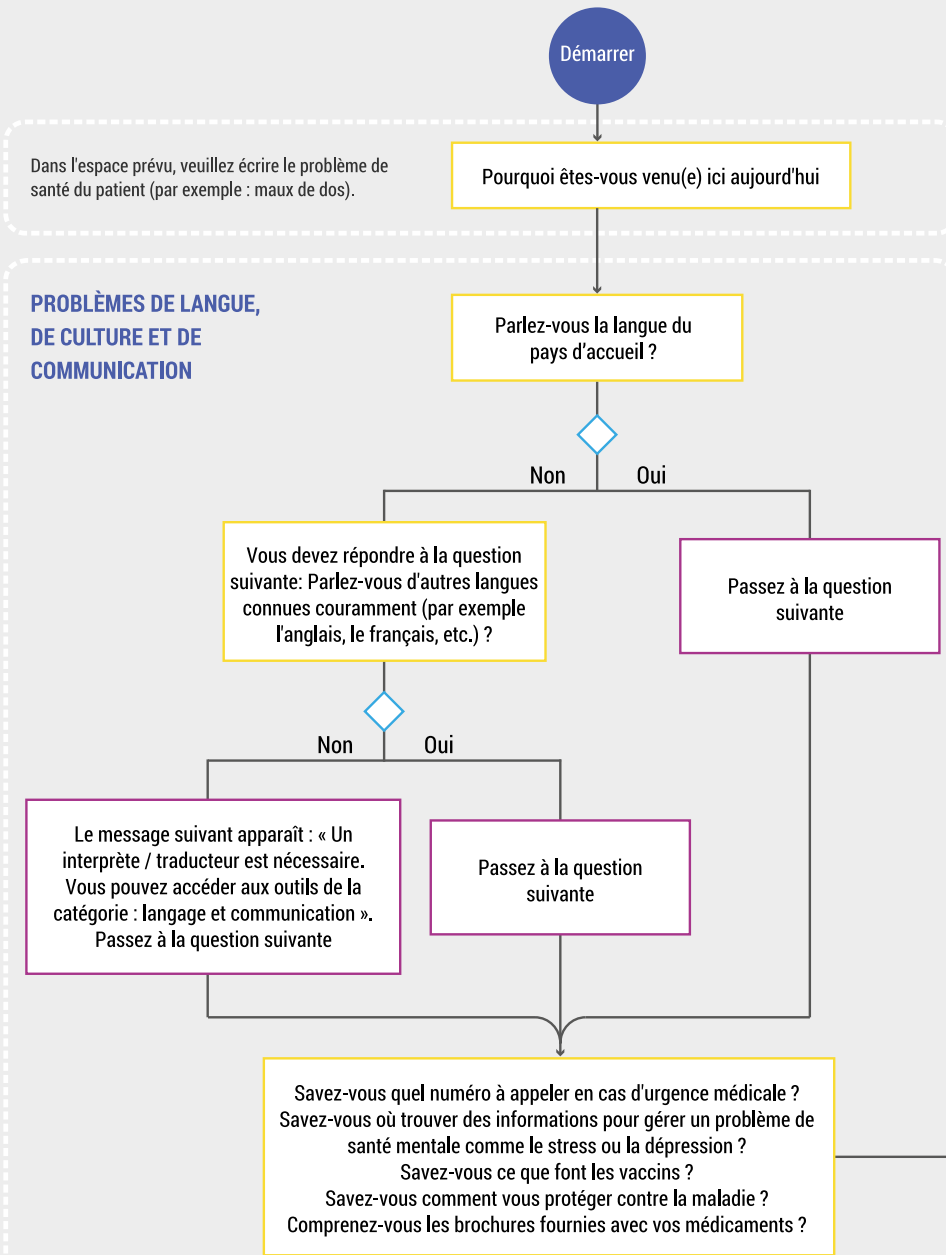 Démarrer
Dans l'espace prévu, veuillez écrire le problème de
santé du patient (par exemple : maux de dos).
Pourquoi êtes-vous venu(e) ici aujourd'hui
PROBLÈMES DE LANGUE,
DE CULTURE ET DE
COMMUNICATION
Parlez-vous la langue du
pays d'accueil ?
Non
Oui
Vous devez répondre à la question
suivante: Parlez-vous d'autres langues
connues couramment (par exemple
l'anglais, le français, etc.) ?
Passez à la question
suivante
Non
Oui
Le message suivant apparaît : « Un
interprète / traducteur est nécessaire.
Vous pouvez accéder aux outils de la
catégorie : langage et communication ».
Passez à la question suivante
Passez à la question
suivante
Savez-vous quel numéro à appeler en cas d'urgence médicale ?
Savez-vous où trouver des informations pour gérer un problème de
santé mentale comme le stress ou la dépression ?
Savez-vous ce que font les vaccins ?
Savez-vous comment vous protéger contre la maladie ?
Comprenez-vous les brochures fournies avec vos médicaments ?